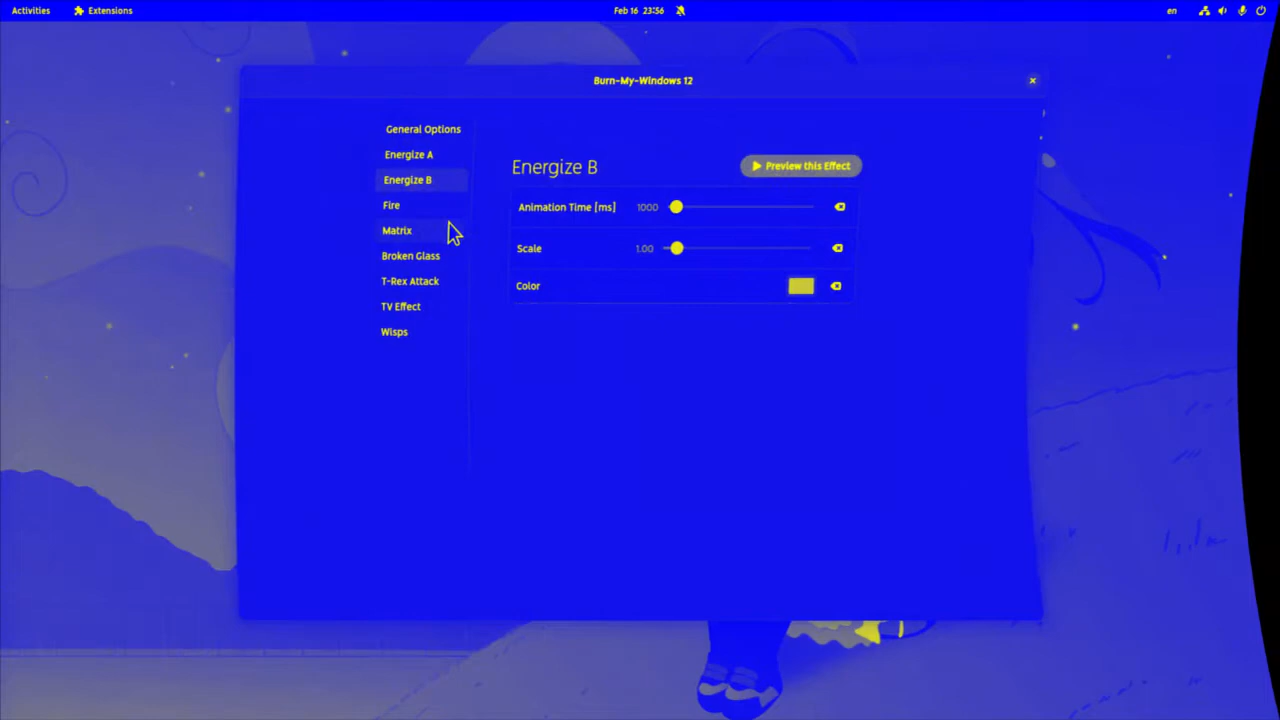 Activities Extensions Feb 16 23:56 en
Burn-My-Windows 12
General Options
Energize A
Energize B
Fire
Matrix
Broken Glass
T-Rex Attack
TV Effect
Wisps
Energize B Preview this Effect
Animation Time [ms] 1000
Scale 1.00
Color